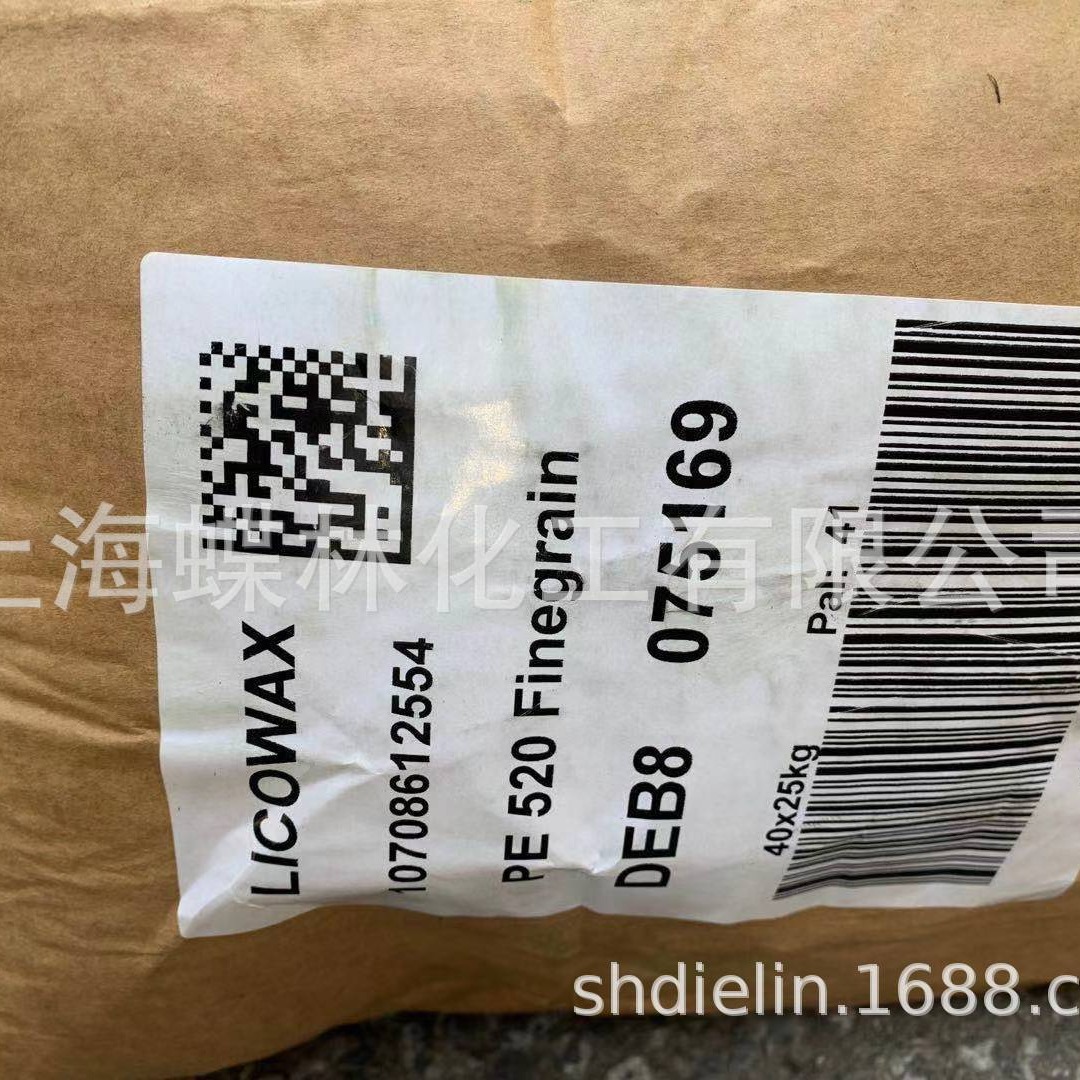 LICOWAX
10708612554
PE 520 Finegrain
DEB8 075169
40x25kg
上海蝶林化工有限公司
shdielin.1688.c